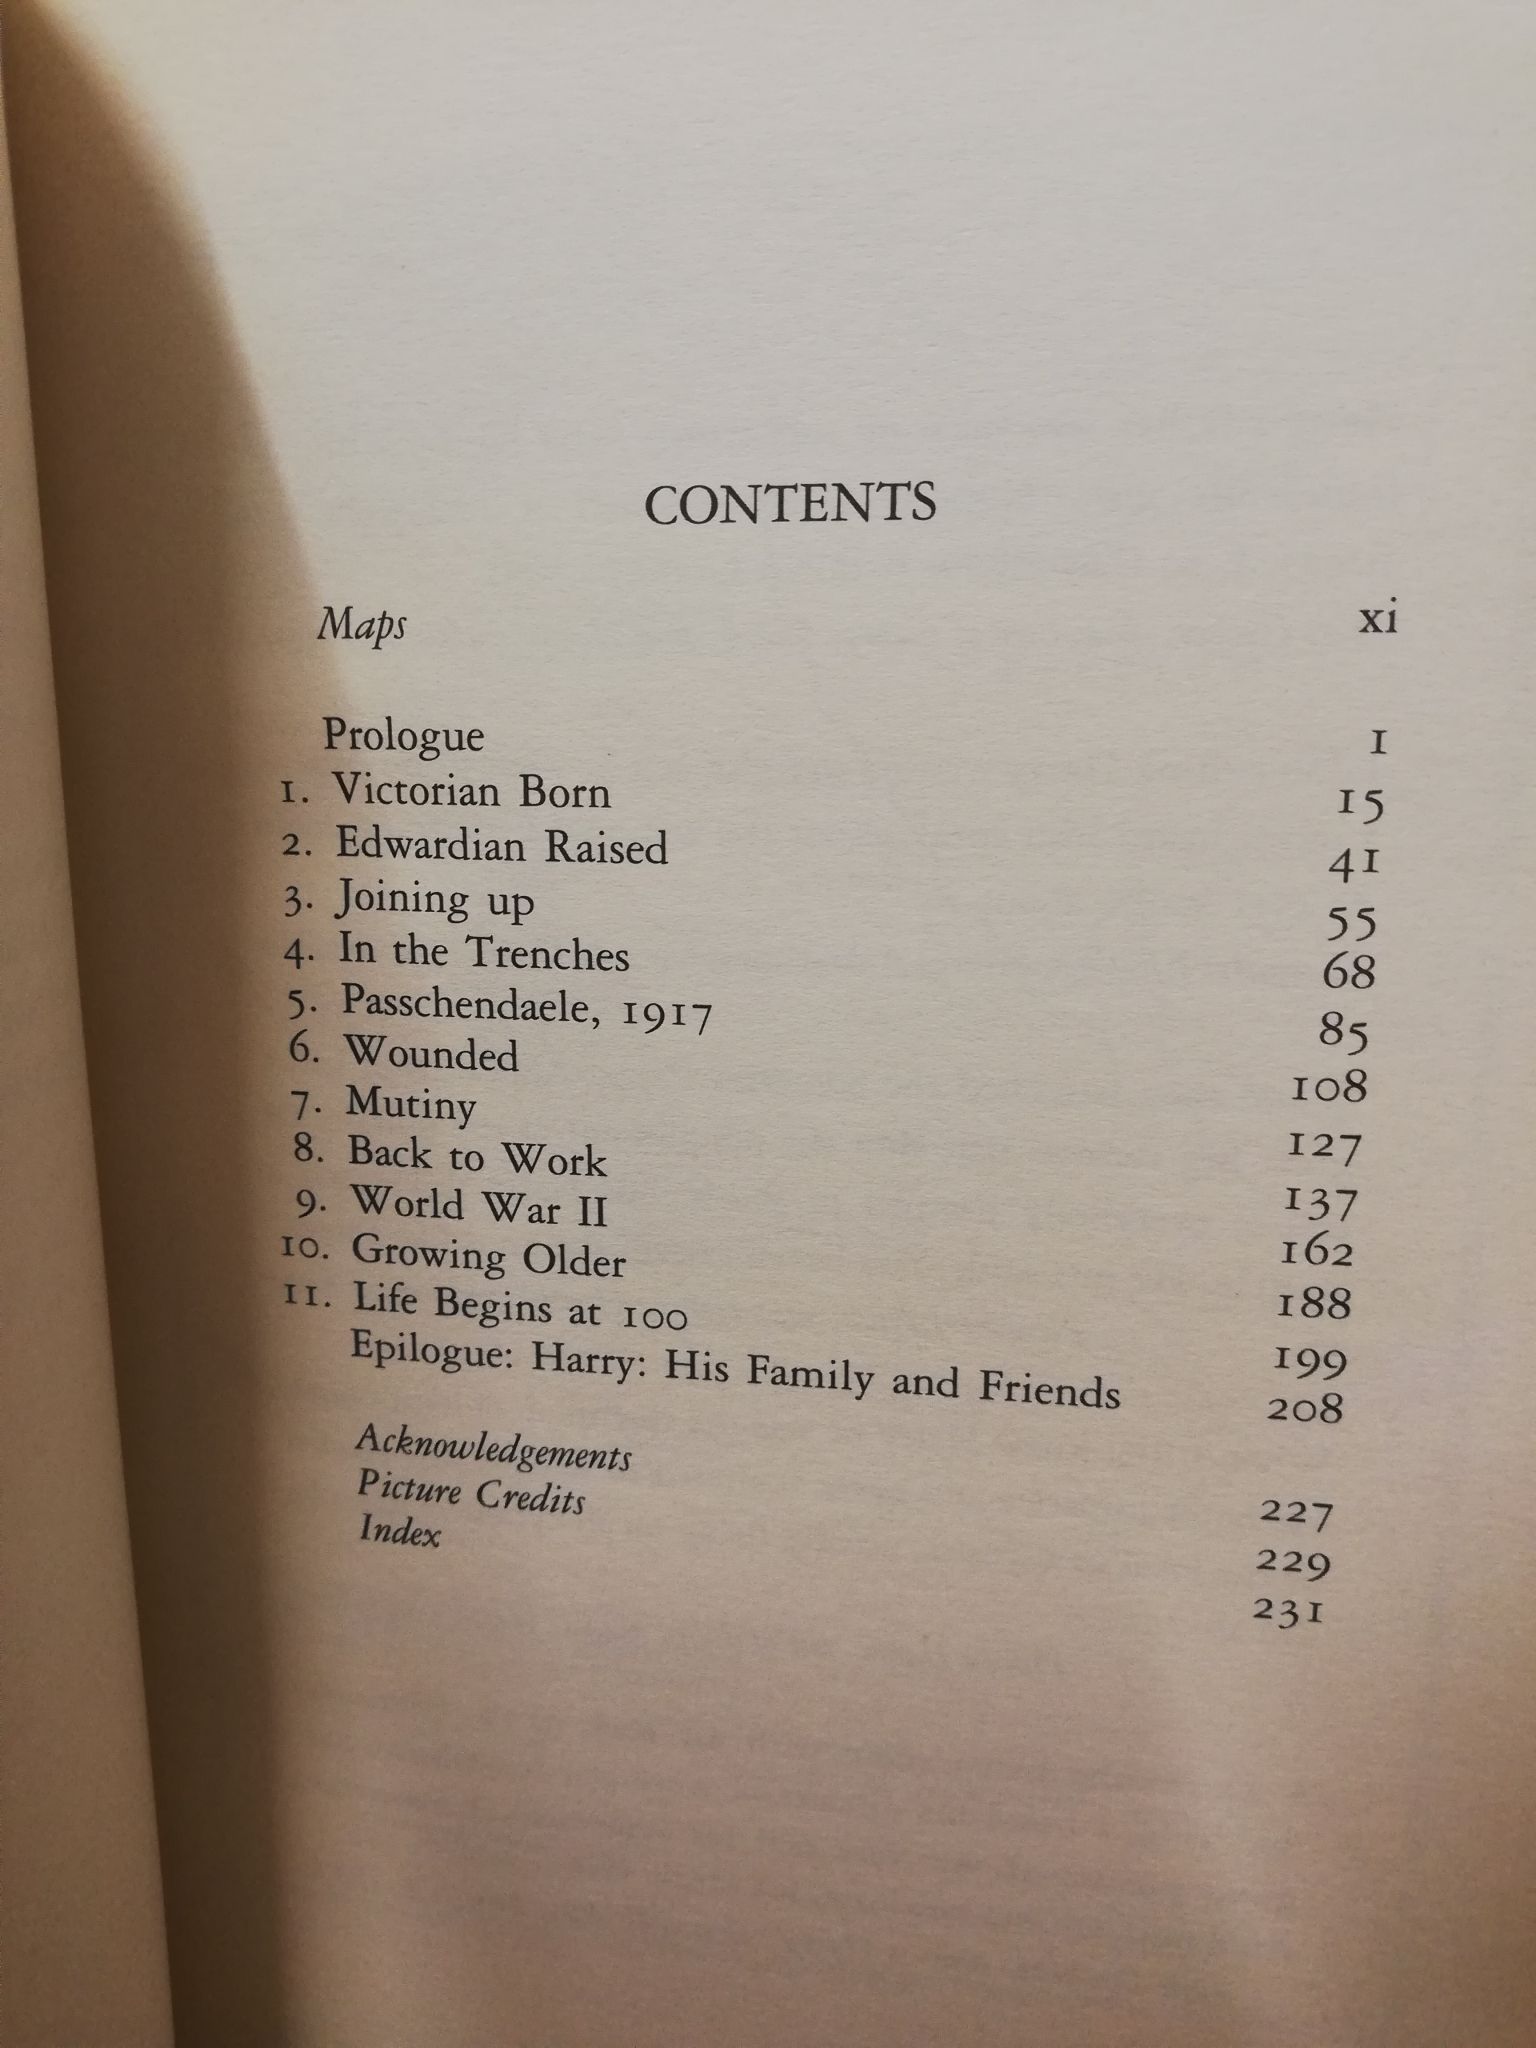 CONTENTS
Maps xi
Prologue 1
1. Victorian Born 15
2. Edwardian Raised 41
3. Joining up 55
4. In the Trenches 68
5. Passchendaele, 1917 85
6. Wounded 108
7. Mutiny 127
8. Back to Work 137
9. World War II 162
10. Growing Older 188
11. Life Begins at 100 199
Epilogue: Harry: His Family and Friends 208
Acknowledgements 227
Picture Credits 229
Index 231